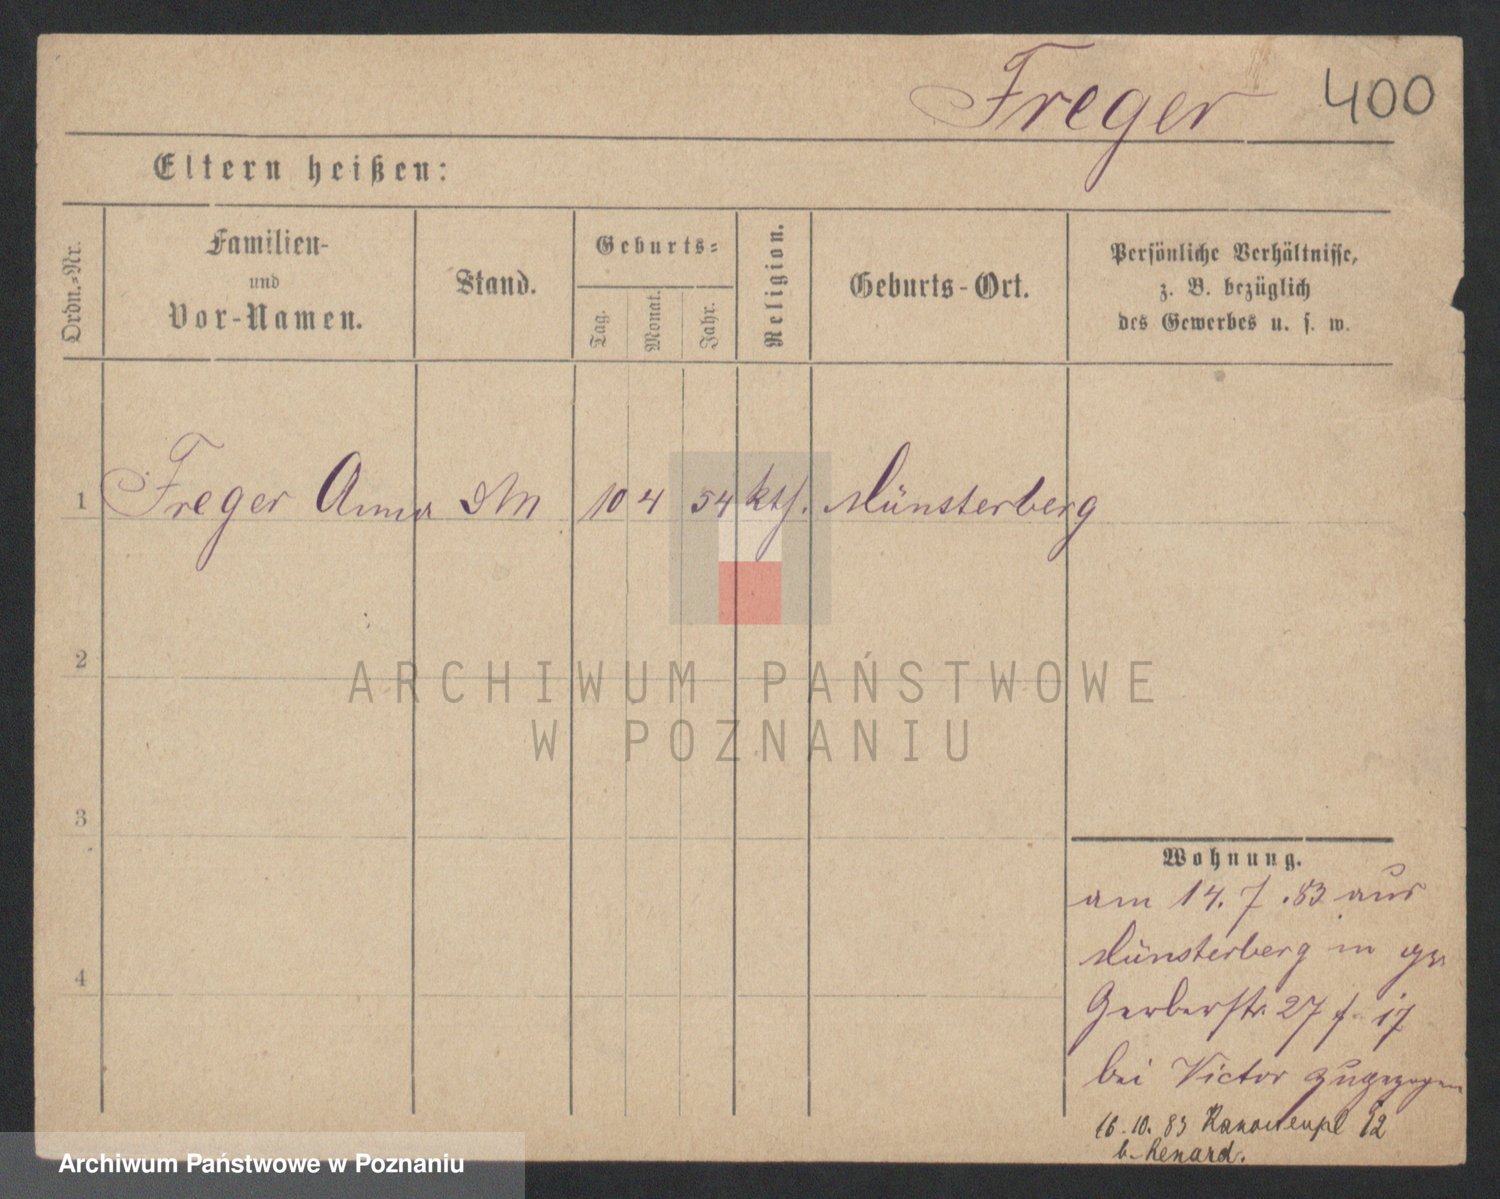 Freger 400
Eltern heißen:
Ordn.-Nr.
Familien-
und
Vor-Namen.
Stand.
Geburts-
Tag.
Monat.
Jahr.
Religion.
Geburts-Ort.
Persönliche Verhältnisse,
z. B. bezüglich
des Gewerbes u. s. w.
1 Freger Anna 10 4 54 kth. Münsterberg
2
ARCHIWUM PAŃSTWOWE
W POZNANIU
3
Wohnung.
am 14. 7. 83 aus
Münsterberg in
4
Gerberstr. 27
bei Victor zugezogen
16.10.83 12
b. Renard.
Archiwum Państwowe w Poznaniu